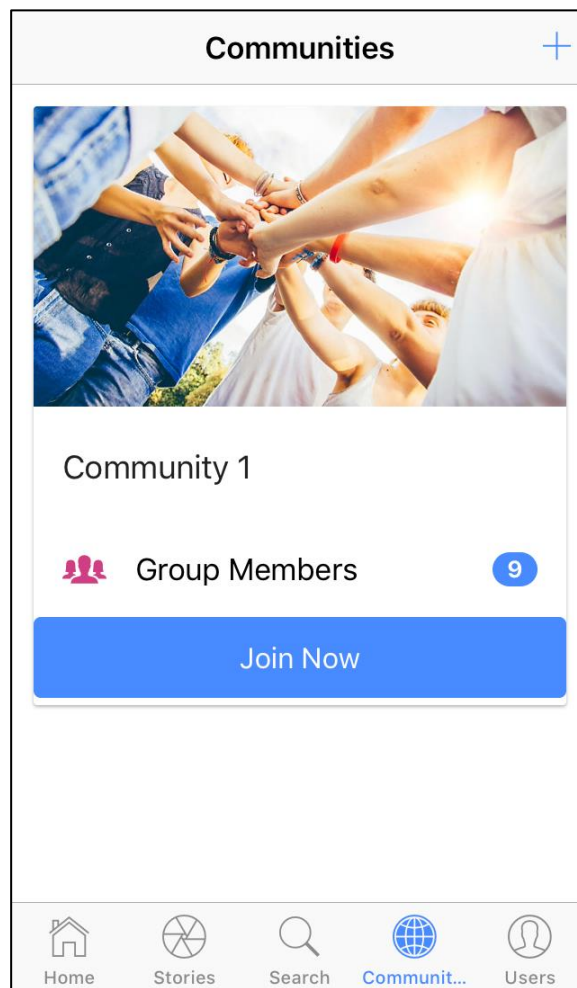 Communities
Community 1
Group Members 9
Join Now
Home Stories Search Communit... Users